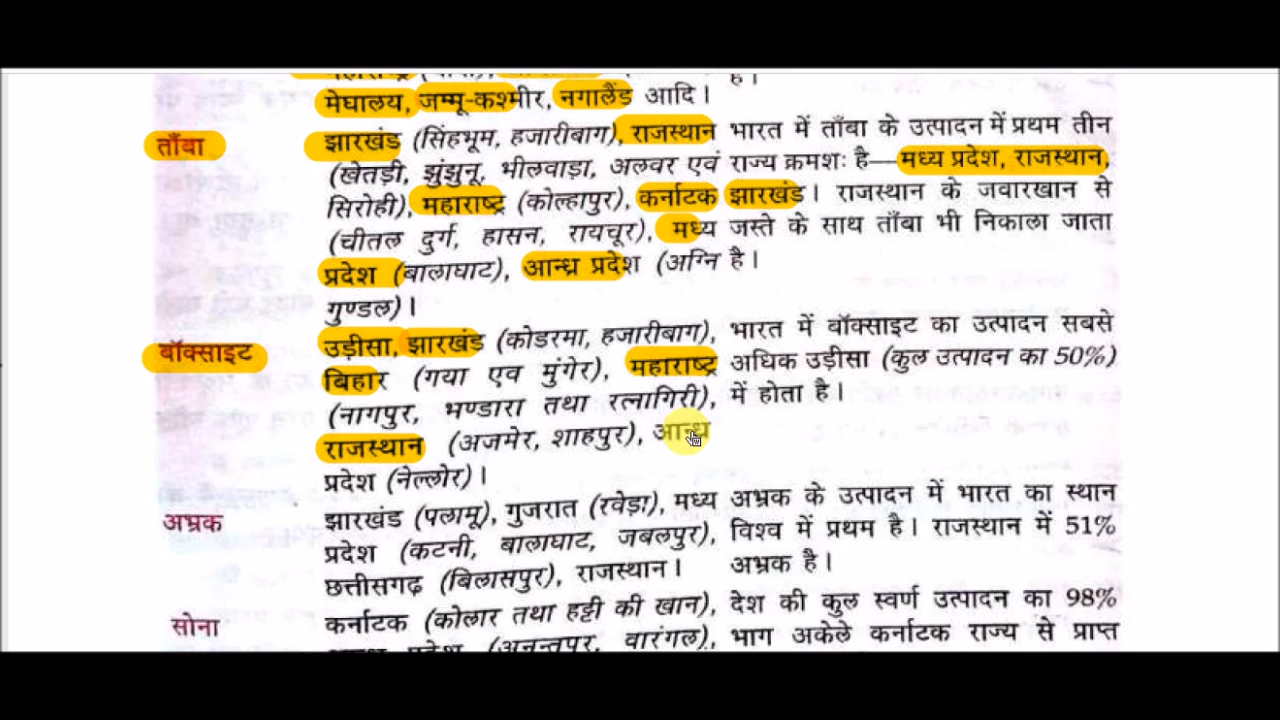 मेघालय, जम्मू-कश्मीर, नगालैंड आदि। है।
ताँबा झारखंड (सिंहभूम, हजारीबाग), राजस्थान भारत में ताँबा के उत्पादन में प्रथम तीन
(खेतड़ी, झुंझुनू, भीलवाड़ा, अलवर एवं राज्य क्रमशः है—मध्य प्रदेश, राजस्थान,
सिरोही), महाराष्ट्र (कोल्हापुर), कर्नाटक झारखंड। राजस्थान के जवारखान से
(चीतल दुर्ग, हासन, रायचूर), मध्य जस्ते के साथ ताँबा भी निकाला जाता
प्रदेश (बालाघाट), आन्ध्र प्रदेश (अग्नि है।
गुण्डल)।
बॉक्साइट उड़ीसा, झारखंड (कोडरमा, हजारीबाग), भारत में बॉक्साइट का उत्पादन सबसे
बिहार (गया एव मुंगेर), महाराष्ट्र अधिक उड़ीसा (कुल उत्पादन का 50%)
(नागपुर, भण्डारा तथा रत्नागिरी), में होता है।
राजस्थान (अजमेर, शाहपुर), आन्ध्र
प्रदेश (नेल्लोर)।
अभ्रक झारखंड (पलामू), गुजरात (रवेड़ा), मध्य अभ्रक के उत्पादन में भारत का स्थान
प्रदेश (कटनी, बालाघाट, जबलपुर), विश्व में प्रथम है। राजस्थान में 51%
छत्तीसगढ़ (बिलासपुर), राजस्थान। अभ्रक है।
सोना कर्नाटक (कोलार तथा हट्टी की खान), देश की कुल स्वर्ण उत्पादन का 98%
प्रदेश (अनन्तपुर, वारंगल), भाग अकेले कर्नाटक राज्य से प्राप्त